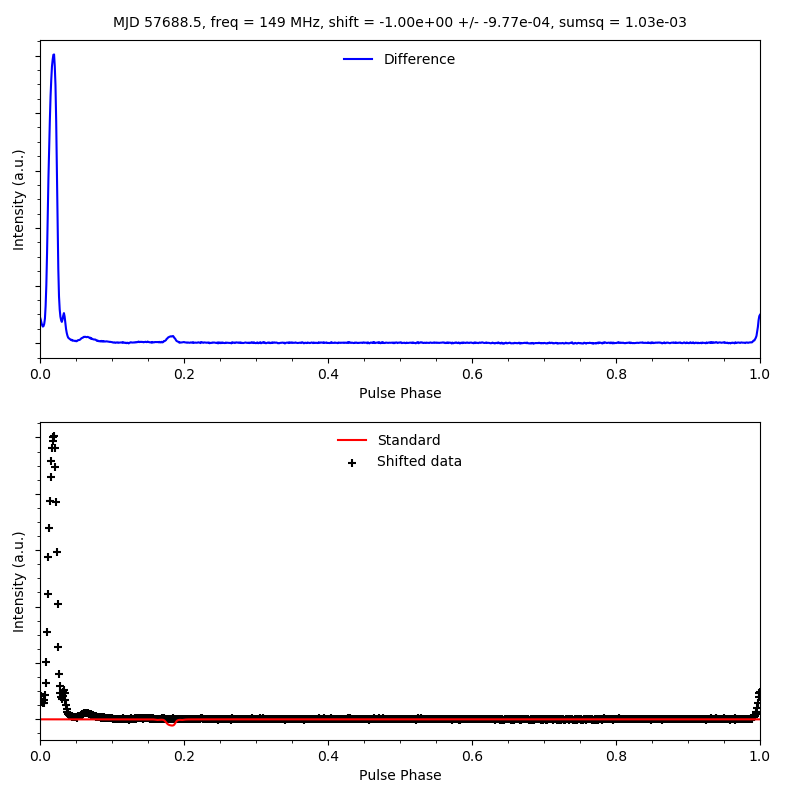 MJD 57688.5, freq = 149 MHz, shift = -1.00e+00 +/- -9.77e-04, sumsq = 1.03e-03
Difference
Intensity (a.u.)
0.0 0.2 0.4 0.6 0.8 1.0
Pulse Phase
Standard
Shifted data
Intensity (a.u.)
0.0 0.2 0.4 0.6 0.8 1.0
Pulse Phase